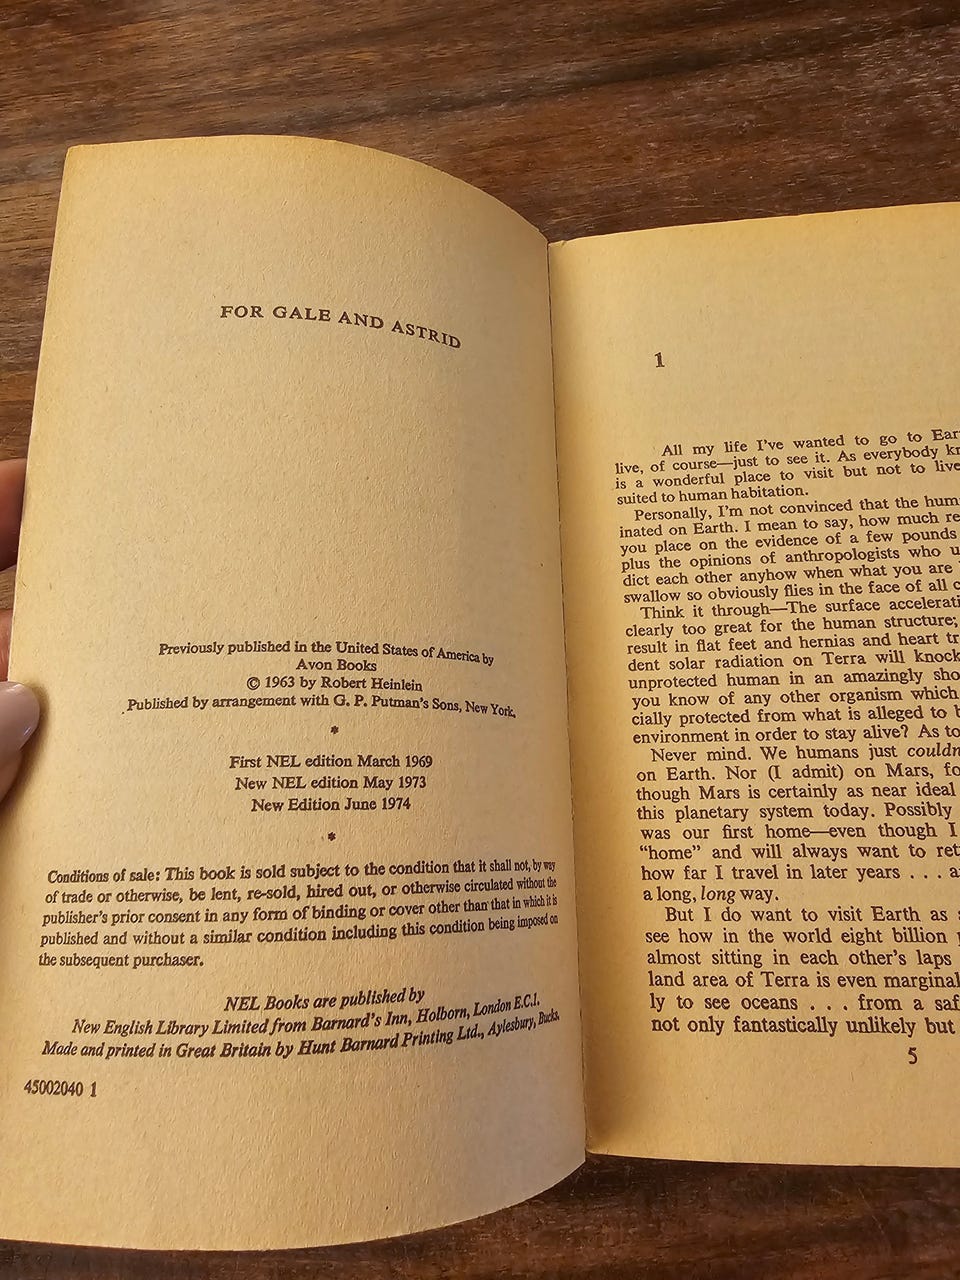 FOR GALE AND ASTRID
Previously published in the United States of America by
Avon Books
© 1963 by Robert Heinlein
Published by arrangement with G. P. Putman's Sons, New York.
*
First NEL edition March 1969
New NEL edition May 1973
New Edition June 1974
*
Conditions of sale: This book is sold subject to the condition that it shall not, by way
of trade or otherwise, be lent, re-sold, hired out, or otherwise circulated without the
publisher's prior consent in any form of binding or cover other than that in which it is
published and without a similar condition including this condition being imposed on
the subsequent purchaser.
NEL Books are published by
New English Library Limited from Barnard's Inn, Holborn, London E.C.1.
Made and printed in Great Britain by Hunt Barnard Printing Ltd., Aylesbury, Bucks.
45002040 1
1
All my life I've wanted to go to Ear
live, of course—just to see it. As everybody kn
is a wonderful place to visit but not to live
suited to human habitation.
Personally, I'm not convinced that the hum
inated on Earth. I mean to say, how much re
you place on the evidence of a few pounds
plus the opinions of anthropologists who u
dict each other anyhow when what you are
swallow so obviously flies in the face of all c
Think it through—The surface accelerati
clearly too great for the human structure;
result in flat feet and hernias and heart tr
dent solar radiation on Terra will knock
unprotected human in an amazingly sho
you know of any other organism which
cially protected from what is alleged to b
environment in order to stay alive? As to
Never mind. We humans just couldn
on Earth. Nor (I admit) on Mars, fo
though Mars is certainly as near ideal
this planetary system today. Possibly
was our first home—even though I
"home" and will always want to ret
how far I travel in later years . . . a
a long, long way.
But I do want to visit Earth as s
see how in the world eight billion p
almost sitting in each other's laps
land area of Terra is even marginal
ly to see oceans . . . from a saf
not only fantastically unlikely but
5